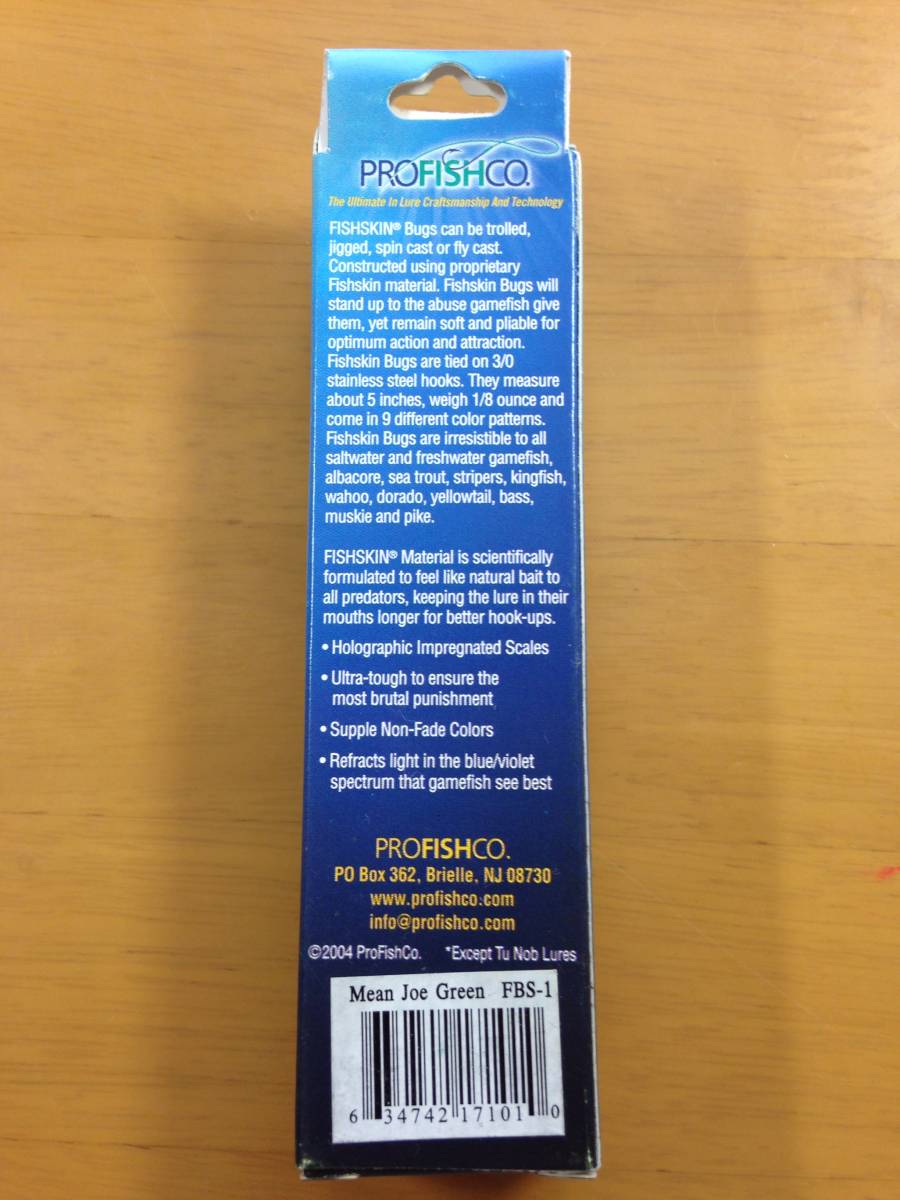 PROFISHCO.
The Ultimate In Lure Craftsmanship And Technology
FISHSKIN® Bugs can be trolled,
jigged, spin cast or fly cast.
Constructed using proprietary
Fishskin material. Fishskin Bugs will
stand up to the abuse gamefish give
them, yet remain soft and pliable for
optimum action and attraction.
Fishskin Bugs are tied on 3/0
stainless steel hooks. They measure
about 5 inches, weigh 1/8 ounce and
come in 9 different color patterns.
Fishskin Bugs are irresistible to all
saltwater and freshwater gamefish,
albacore, sea trout, stripers, kingfish,
wahoo, dorado, yellowtail, bass,
muskie and pike.
FISHSKIN® Material is scientifically
formulated to feel like natural bait to
all predators, keeping the lure in their
mouths longer for better hook-ups.
• Holographic Impregnated Scales
• Ultra-tough to ensure the
most brutal punishment
• Supple Non-Fade Colors
• Refracts light in the blue/violet
spectrum that gamefish see best
PROFISHCO.
PO Box 362, Brielle, NJ 08730
www.profishco.com
info@profishco.com
©2004 ProFishCo. *Except Tu Nob Lures
Mean Joe Green FBS-1
6 34742 17101 0